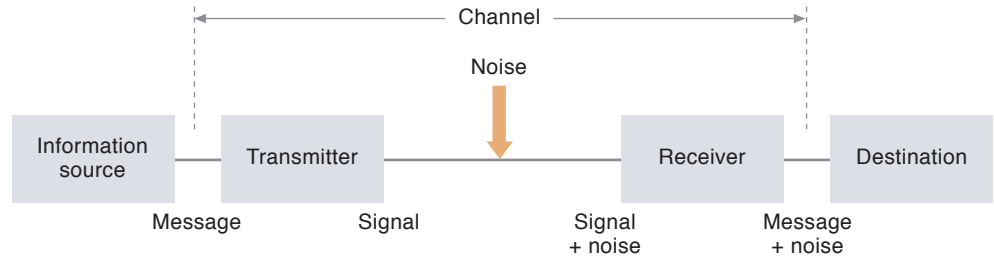 Channel
Noise
Information
source
Transmitter
Receiver
Destination
Message
Signal
Signal
+ noise
Message
+ noise